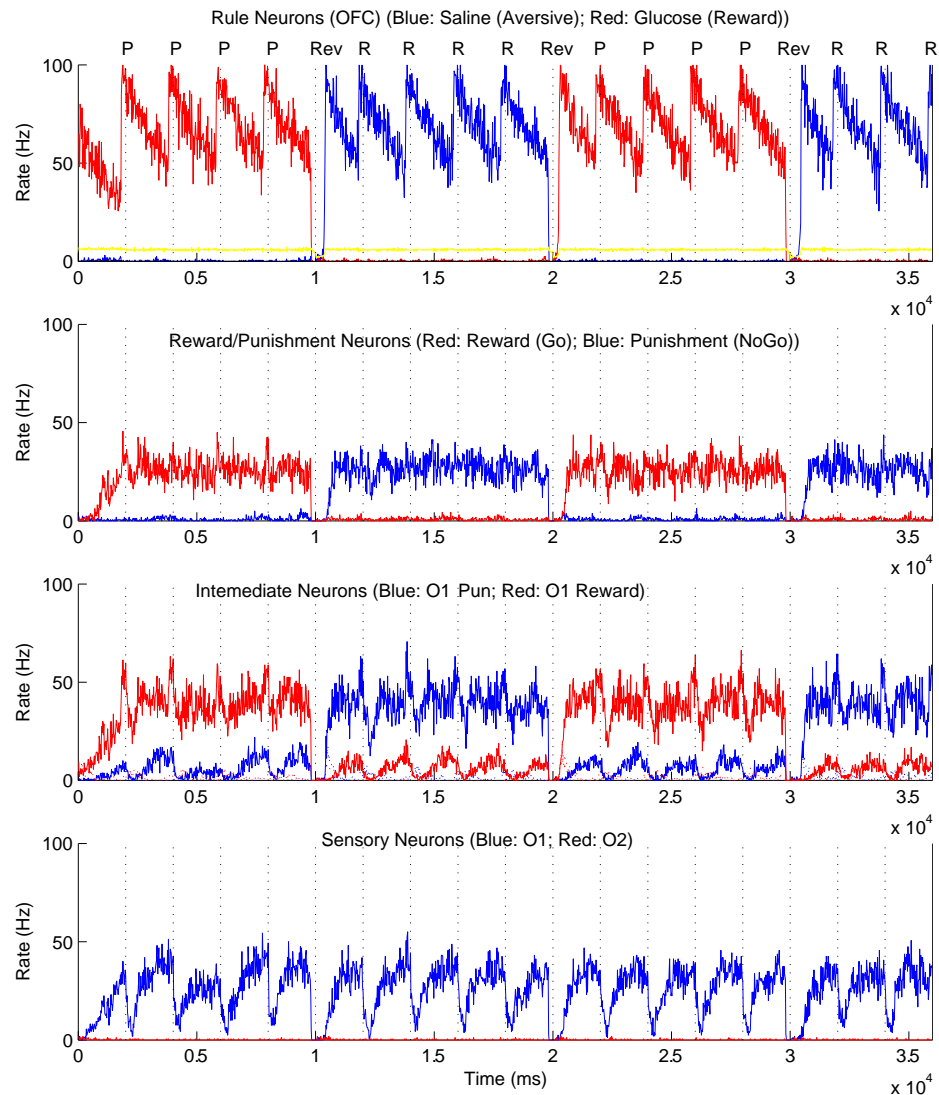 Rule Neurons (OFC) (Blue: Saline (Aversive); Red: Glucose (Reward))
P P P P Rev R R R R Rev P P P P Rev R R R
100
50
0
Rate (Hz)
0 0.5 1 1.5 2 2.5 3 3.5
x 10^4
Reward/Punishment Neurons (Red: Reward (Go); Blue: Punishment (NoGo))
100
50
0
Rate (Hz)
0 0.5 1 1.5 2 2.5 3 3.5
x 10^4
Intemediate Neurons (Blue: O1 Pun; Red: O1 Reward)
100
50
0
Rate (Hz)
0 0.5 1 1.5 2 2.5 3 3.5
x 10^4
Sensory Neurons (Blue: O1; Red: O2)
100
50
0
Rate (Hz)
0 0.5 1 1.5 2 2.5 3 3.5
Time (ms)
x 10^4